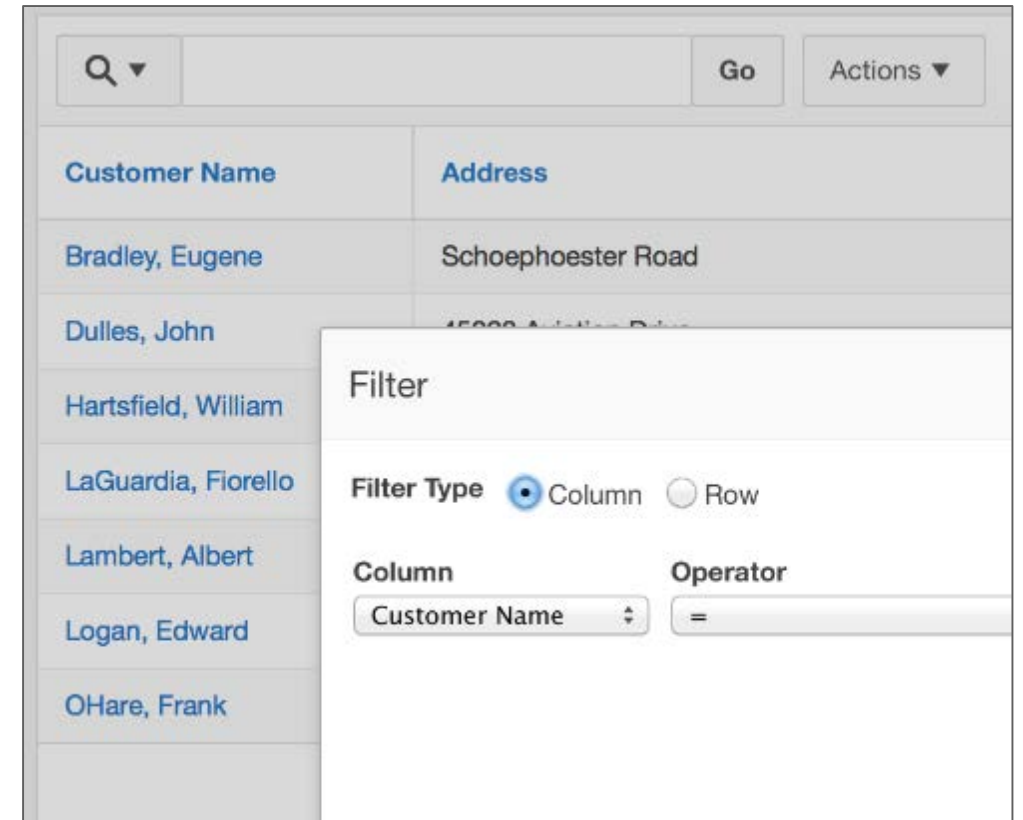 Go Actions
Customer Name Address
Bradley, Eugene Schoephoester Road
Dulles, John
Hartsfield, William
LaGuardia, Fiorello
Lambert, Albert
Logan, Edward
OHare, Frank
Filter
Filter Type Column Row
Column Operator
Customer Name =